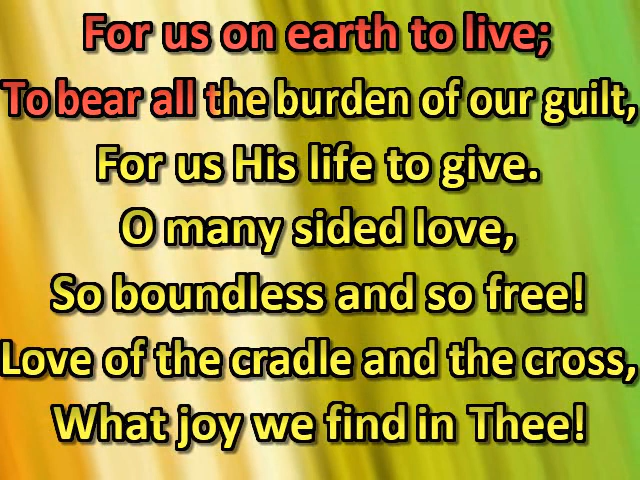 For us on earth to live;
To bear all the burden of our guilt,
For us His life to give.
O many sided love,
So boundless and so free!
Love of the cradle and the cross,
What joy we find in Thee!